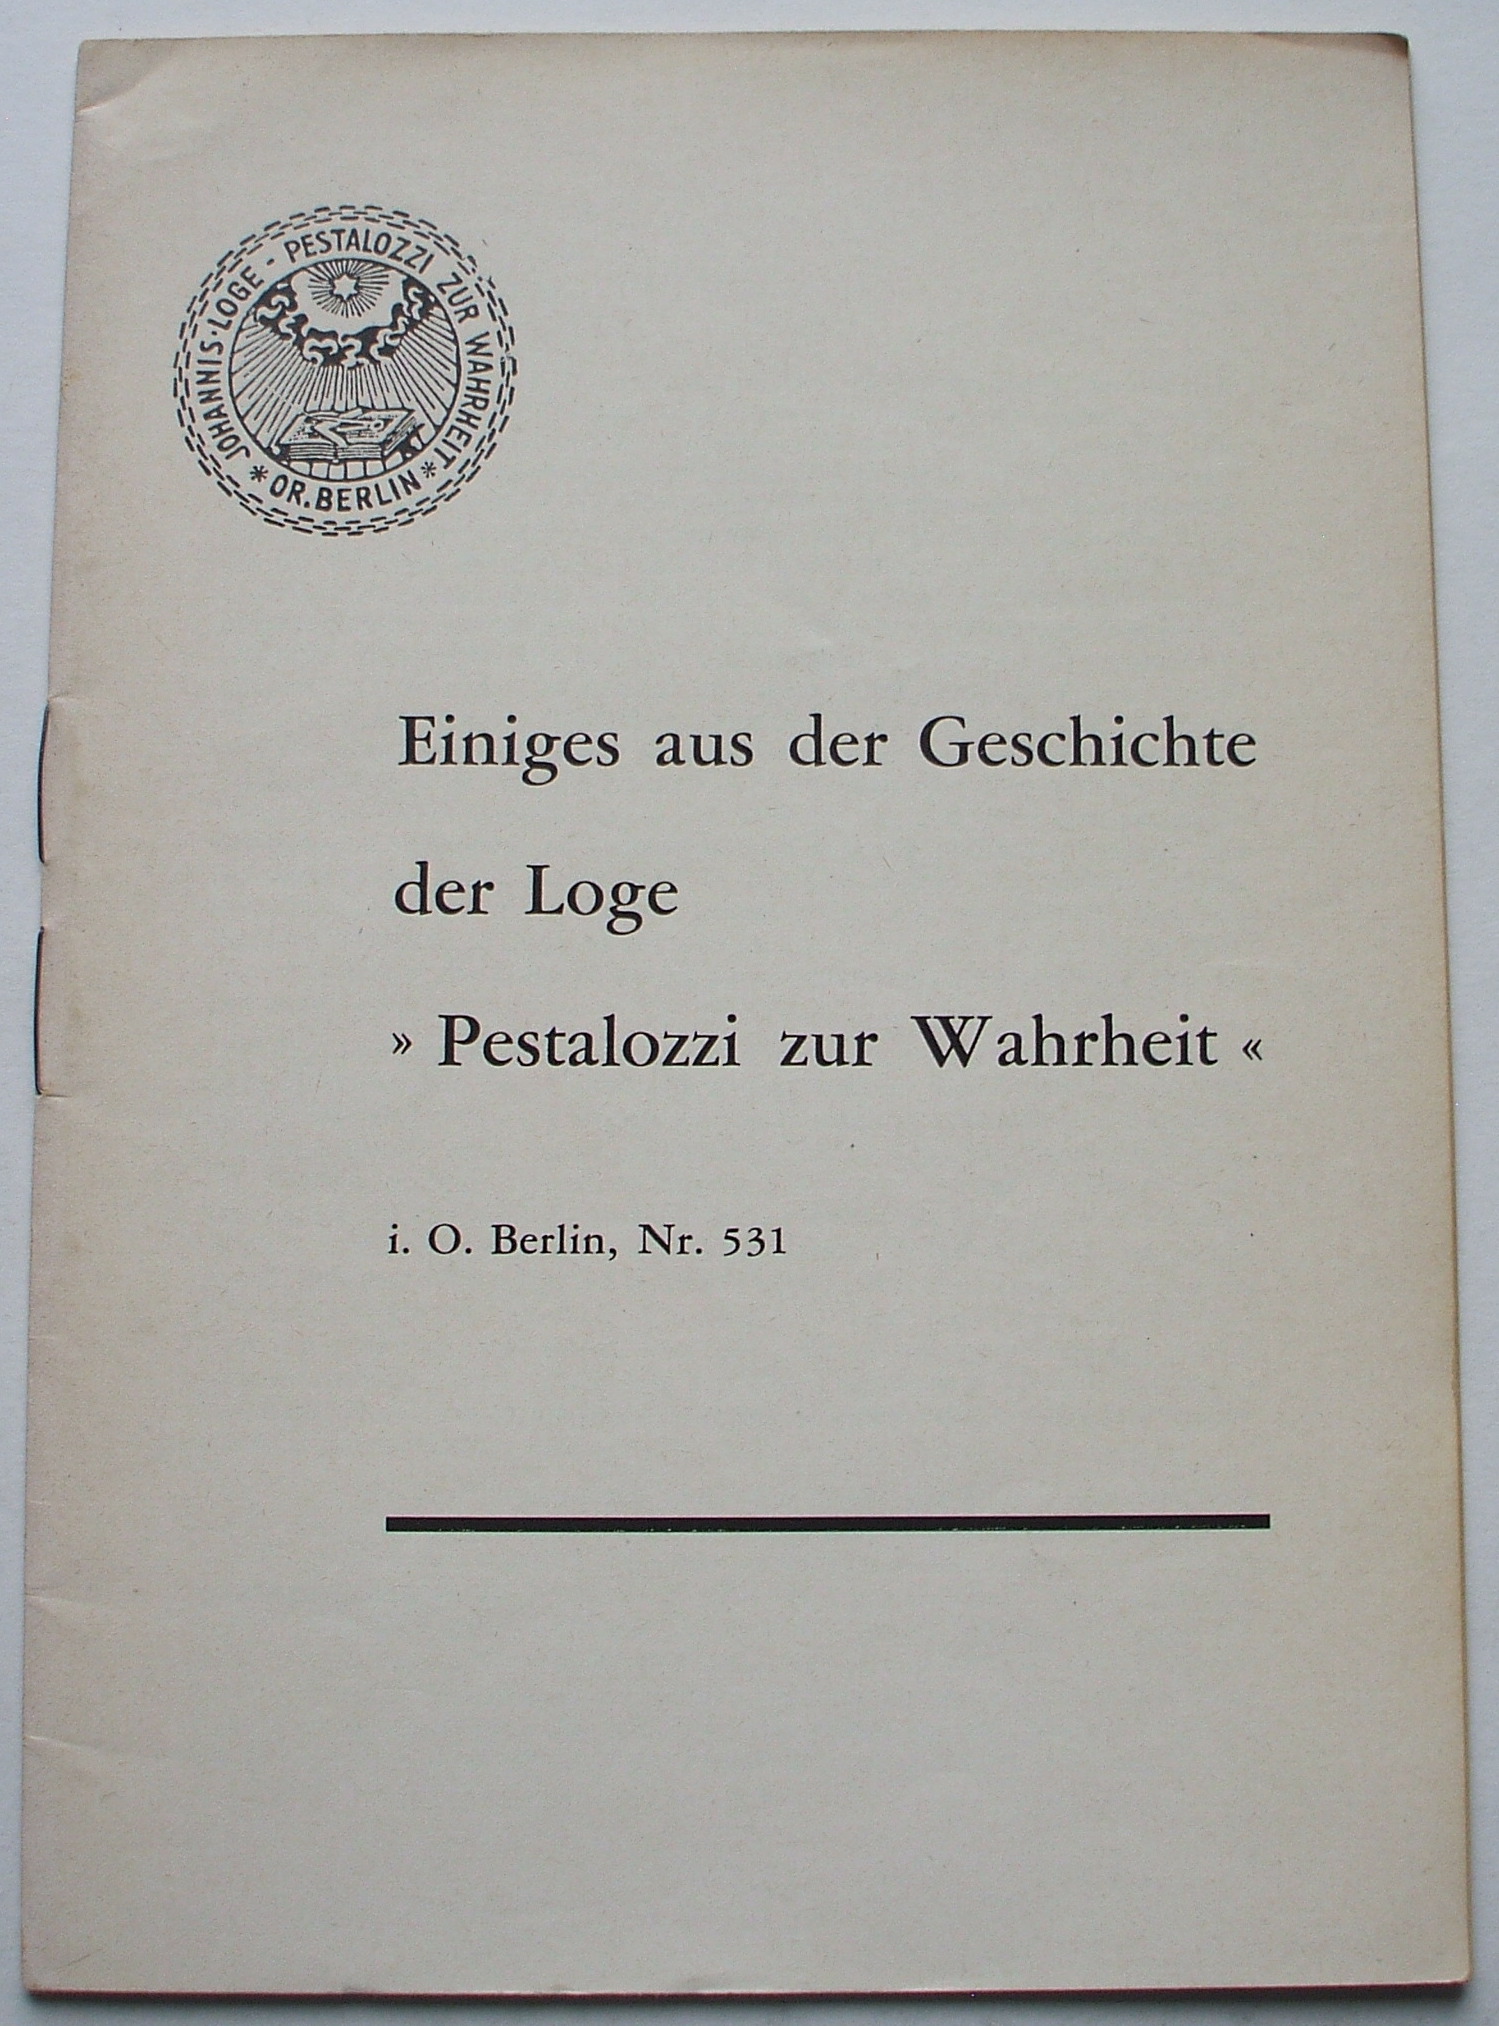 JOHANNIS·LOGE - PESTALOZZI ZUR WAHRHEIT
* OR. BERLIN *
Einiges aus der Geschichte
der Loge
» Pestalozzi zur Wahrheit «
i. O. Berlin, Nr. 531